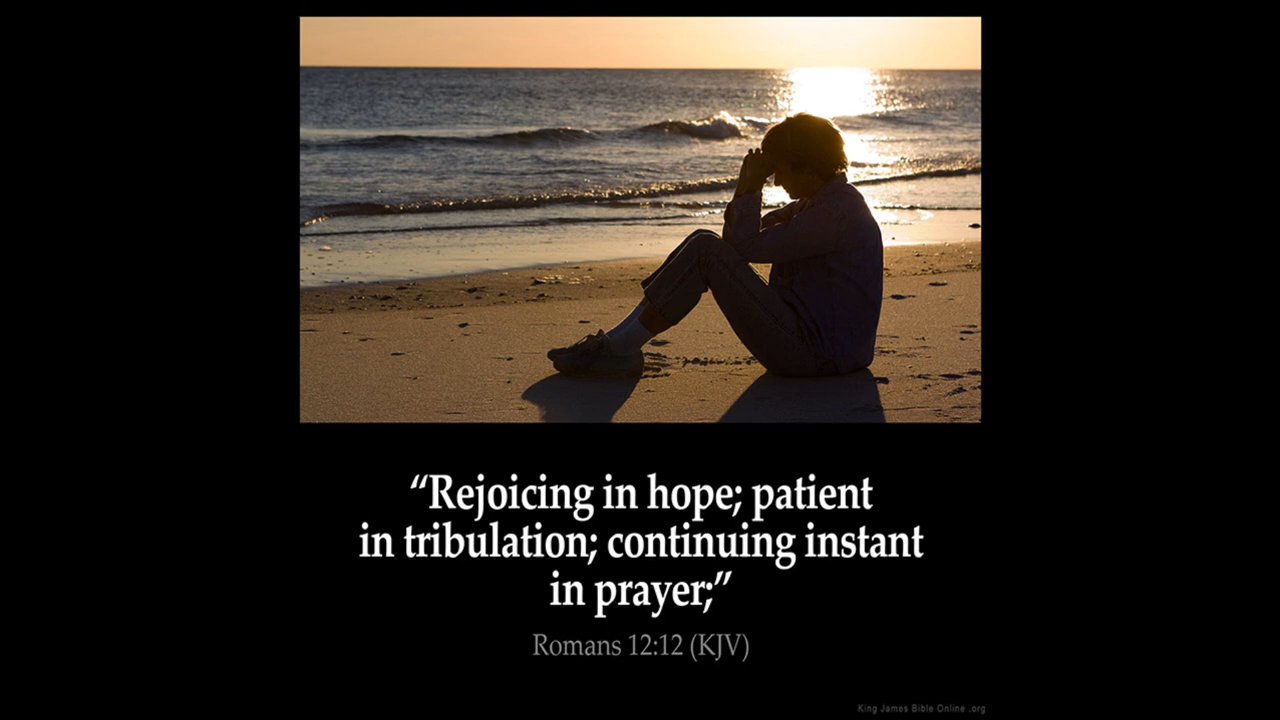 “Rejoicing in hope; patient
in tribulation; continuing instant
in prayer;”
Romans 12:12 (KJV)
King James Bible Online .org